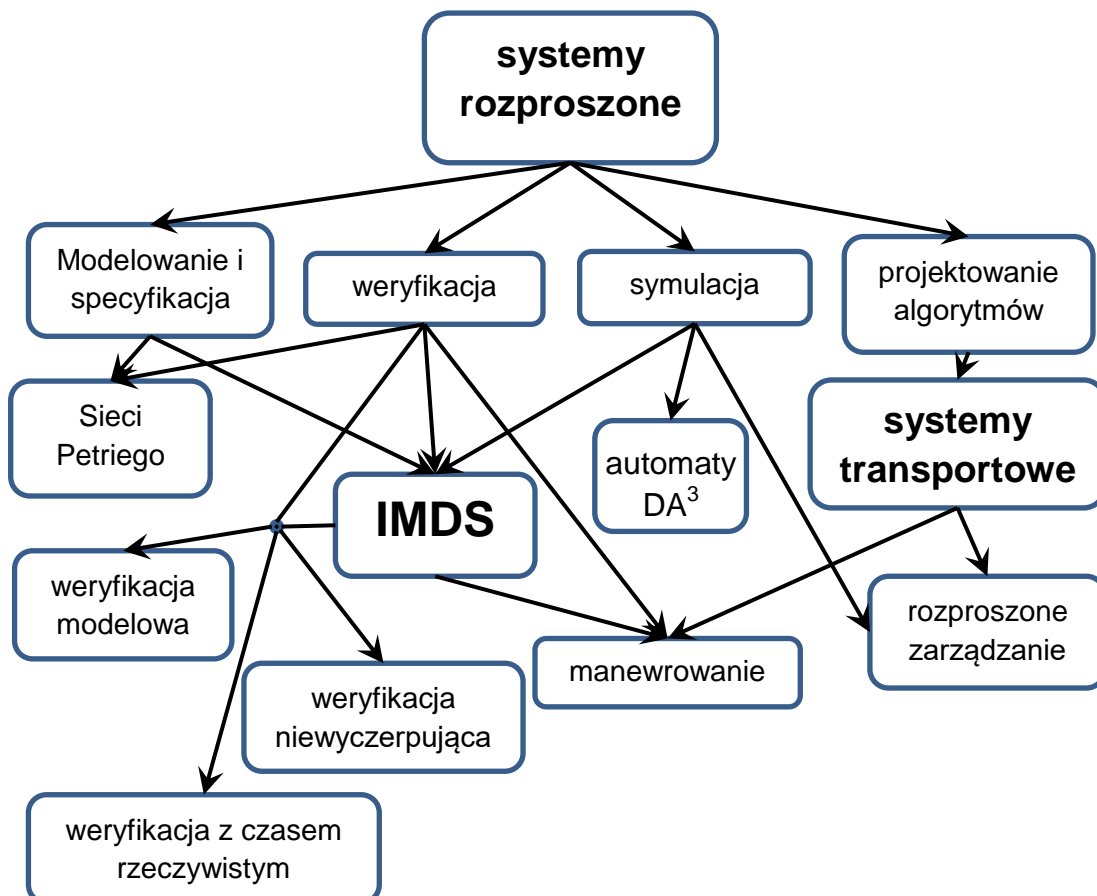 systemy
rozproszone
Modelowanie i
specyfikacja
weryfikacja
symulacja
projektowanie
algorytmów
Sieci
Petriego
automaty
DA³
systemy
transportowe
IMDS
weryfikacja
modelowa
rozproszone
zarządzanie
manewrowanie
weryfikacja
niewyczerpująca
weryfikacja z czasem
rzeczywistym